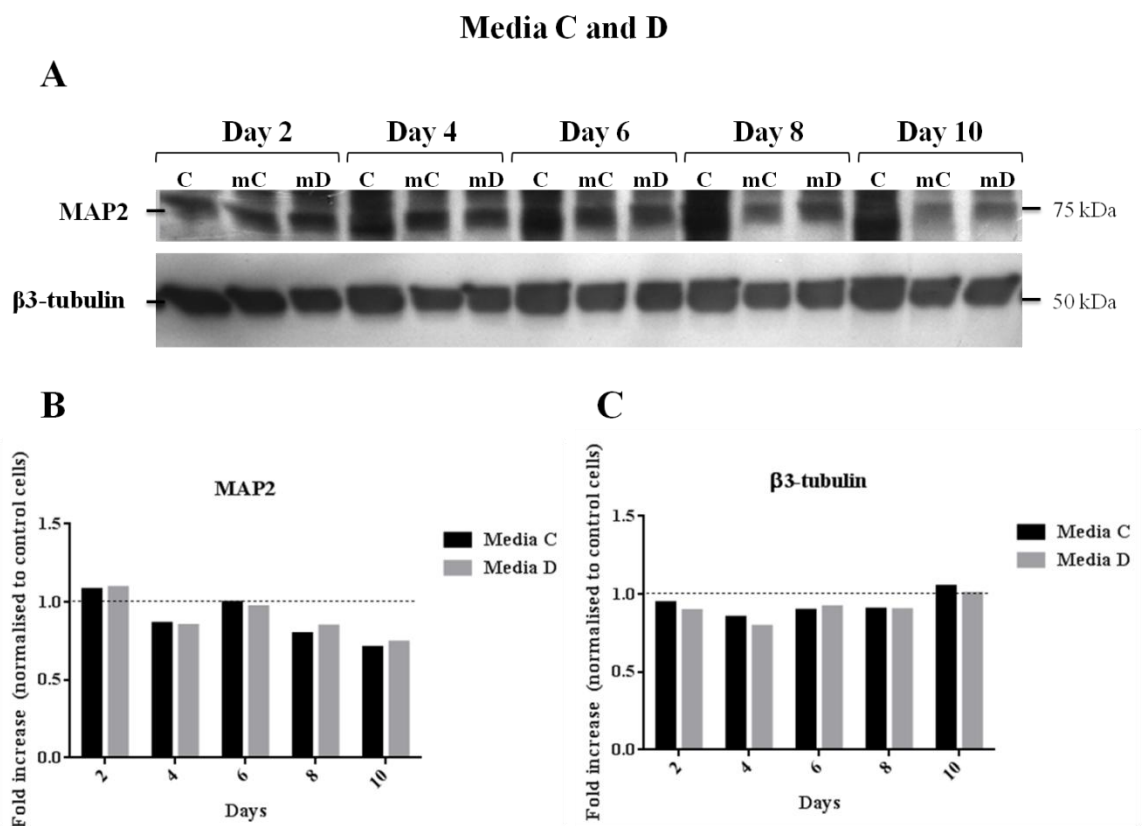 Media C and D
A
Day 2 Day 4 Day 6 Day 8 Day 10
C mC mD C mC mD C mC mD C mC mD C mC mD
MAP2 75 kDa
β3-tubulin 50 kDa
B
Fold increase (normalised to control cells)
MAP2
1.5
1.0
0.5
0.0
2 4 6 8 10
Days
Media C
Media D
C
Fold increase (normalised to control cells)
β3-tubulin
1.5
1.0
0.5
0.0
2 4 6 8 10
Days
Media C
Media D